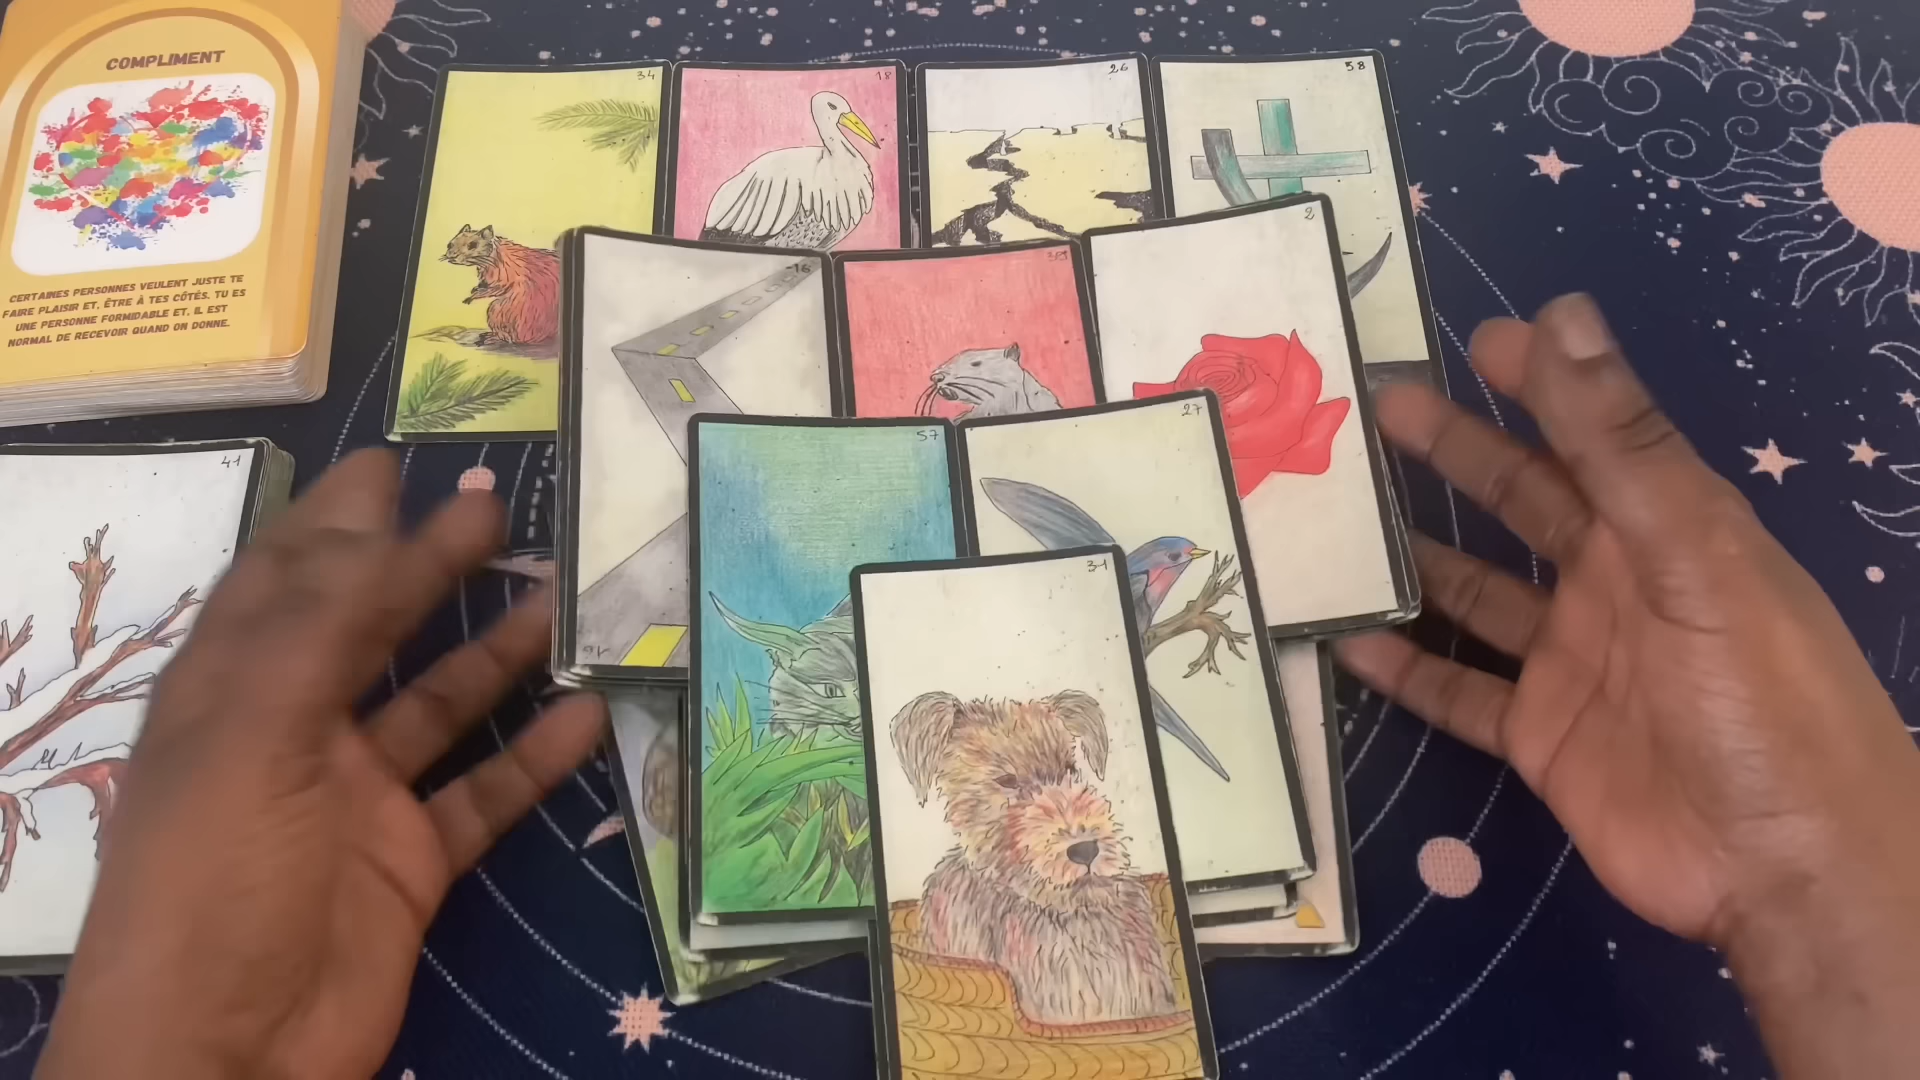 COMPLIMENT
CERTAINES PERSONNES VEULENT JUSTE TE
FAIRE PLAISIR ET, ÊTRE À TES CÔTÉS. TU ES
UNE PERSONNE FORMIDABLE ET, IL EST
NORMAL DE RECEVOIR QUAND ON DONNE.
34
18
26
58
41
16
2
57
27
31
16